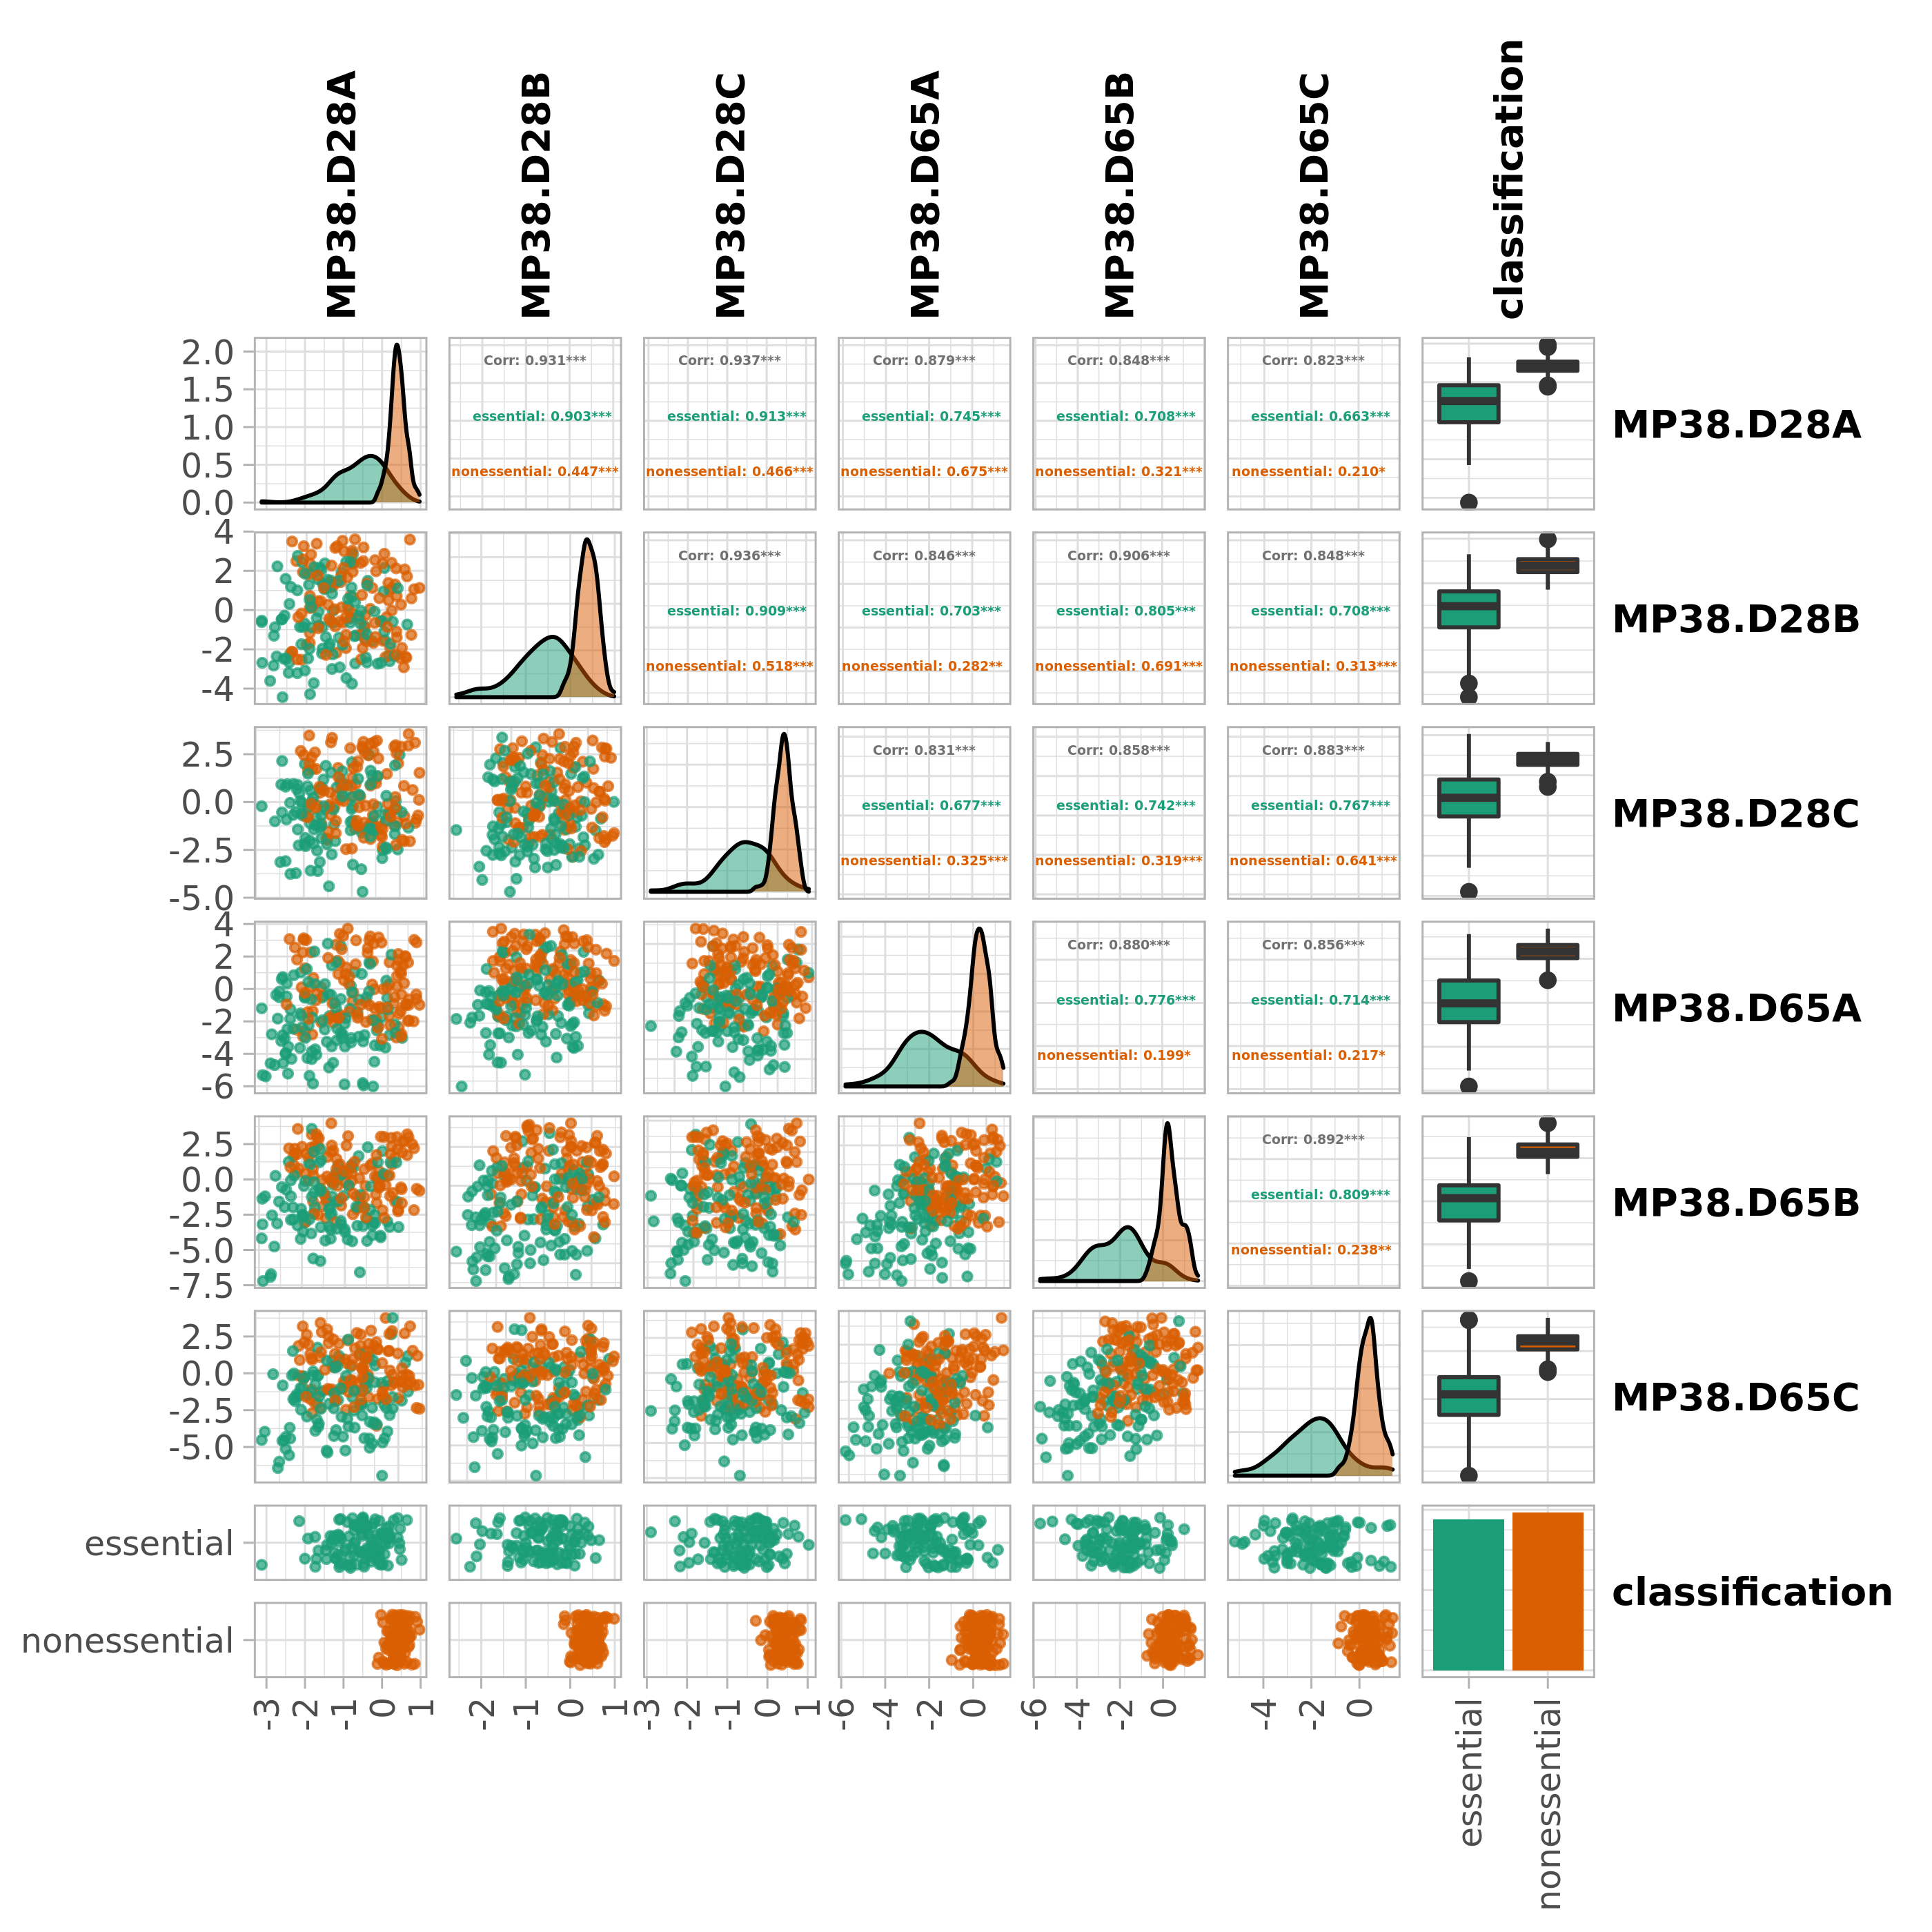 MP38.D28A
MP38.D28B
MP38.D28C
MP38.D65A
MP38.D65B
MP38.D65C
classification
2.0
1.5
1.0
0.5
0.0
Corr: 0.931***
essential: 0.903***
nonessential: 0.447***
Corr: 0.937***
essential: 0.913***
nonessential: 0.466***
Corr: 0.879***
essential: 0.745***
nonessential: 0.675***
Corr: 0.848***
essential: 0.708***
nonessential: 0.321***
Corr: 0.823***
essential: 0.663***
nonessential: 0.210*
MP38.D28A
4
2
0
-2
-4
Corr: 0.936***
essential: 0.909***
nonessential: 0.518***
Corr: 0.846***
essential: 0.703***
nonessential: 0.282**
Corr: 0.906***
essential: 0.805***
nonessential: 0.691***
Corr: 0.848***
essential: 0.708***
nonessential: 0.313***
MP38.D28B
2.5
0.0
-2.5
-5.0
Corr: 0.831***
essential: 0.677***
nonessential: 0.325***
Corr: 0.858***
essential: 0.742***
nonessential: 0.319***
Corr: 0.883***
essential: 0.767***
nonessential: 0.641***
MP38.D28C
4
2
0
-2
-4
-6
Corr: 0.880***
essential: 0.776***
nonessential: 0.199*
Corr: 0.856***
essential: 0.714***
nonessential: 0.217*
MP38.D65A
2.5
0.0
-2.5
-5.0
-7.5
Corr: 0.892***
essential: 0.809***
nonessential: 0.238**
MP38.D65B
2.5
0.0
-2.5
-5.0
MP38.D65C
essential
nonessential
classification
-3
-2
-1
0
1
-2
-1
0
1
-3
-2
-1
0
1
-6
-4
-2
0
-6
-4
-2
0
-4
-2
0
essential
nonessential